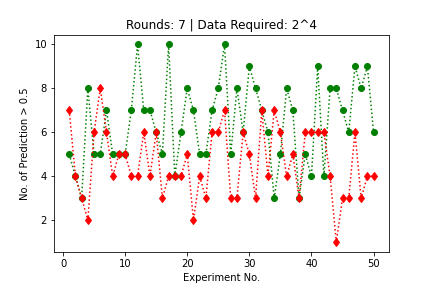 Rounds: 7 | Data Required: 2^4
No. of Prediction > 0.5
10
8
6
4
2
0 10 20 30 40 50
Experiment No.